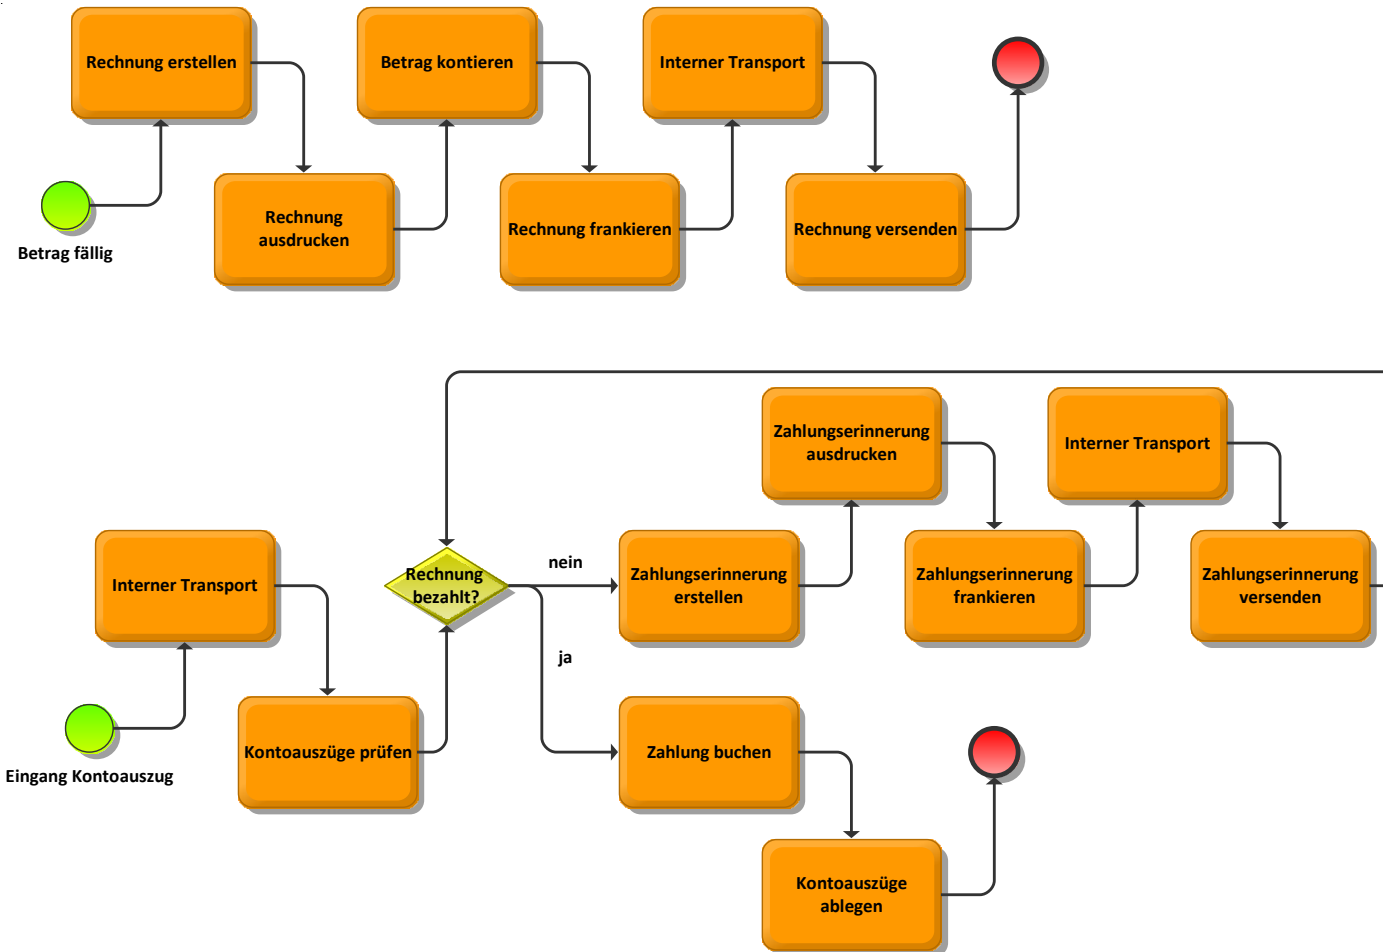 Rechnung erstellen
Betrag kontieren
Interner Transport
Betrag fällig
Rechnung
ausdrucken
Rechnung frankieren
Rechnung versenden
Zahlungserinnerung
ausdrucken
Interner Transport
Interner Transport
Rechnung
bezahlt?
nein
Zahlungserinnerung
erstellen
Zahlungserinnerung
frankieren
Zahlungserinnerung
versenden
ja
Eingang Kontoauszug
Kontoauszüge prüfen
Zahlung buchen
Kontoauszüge
ablegen